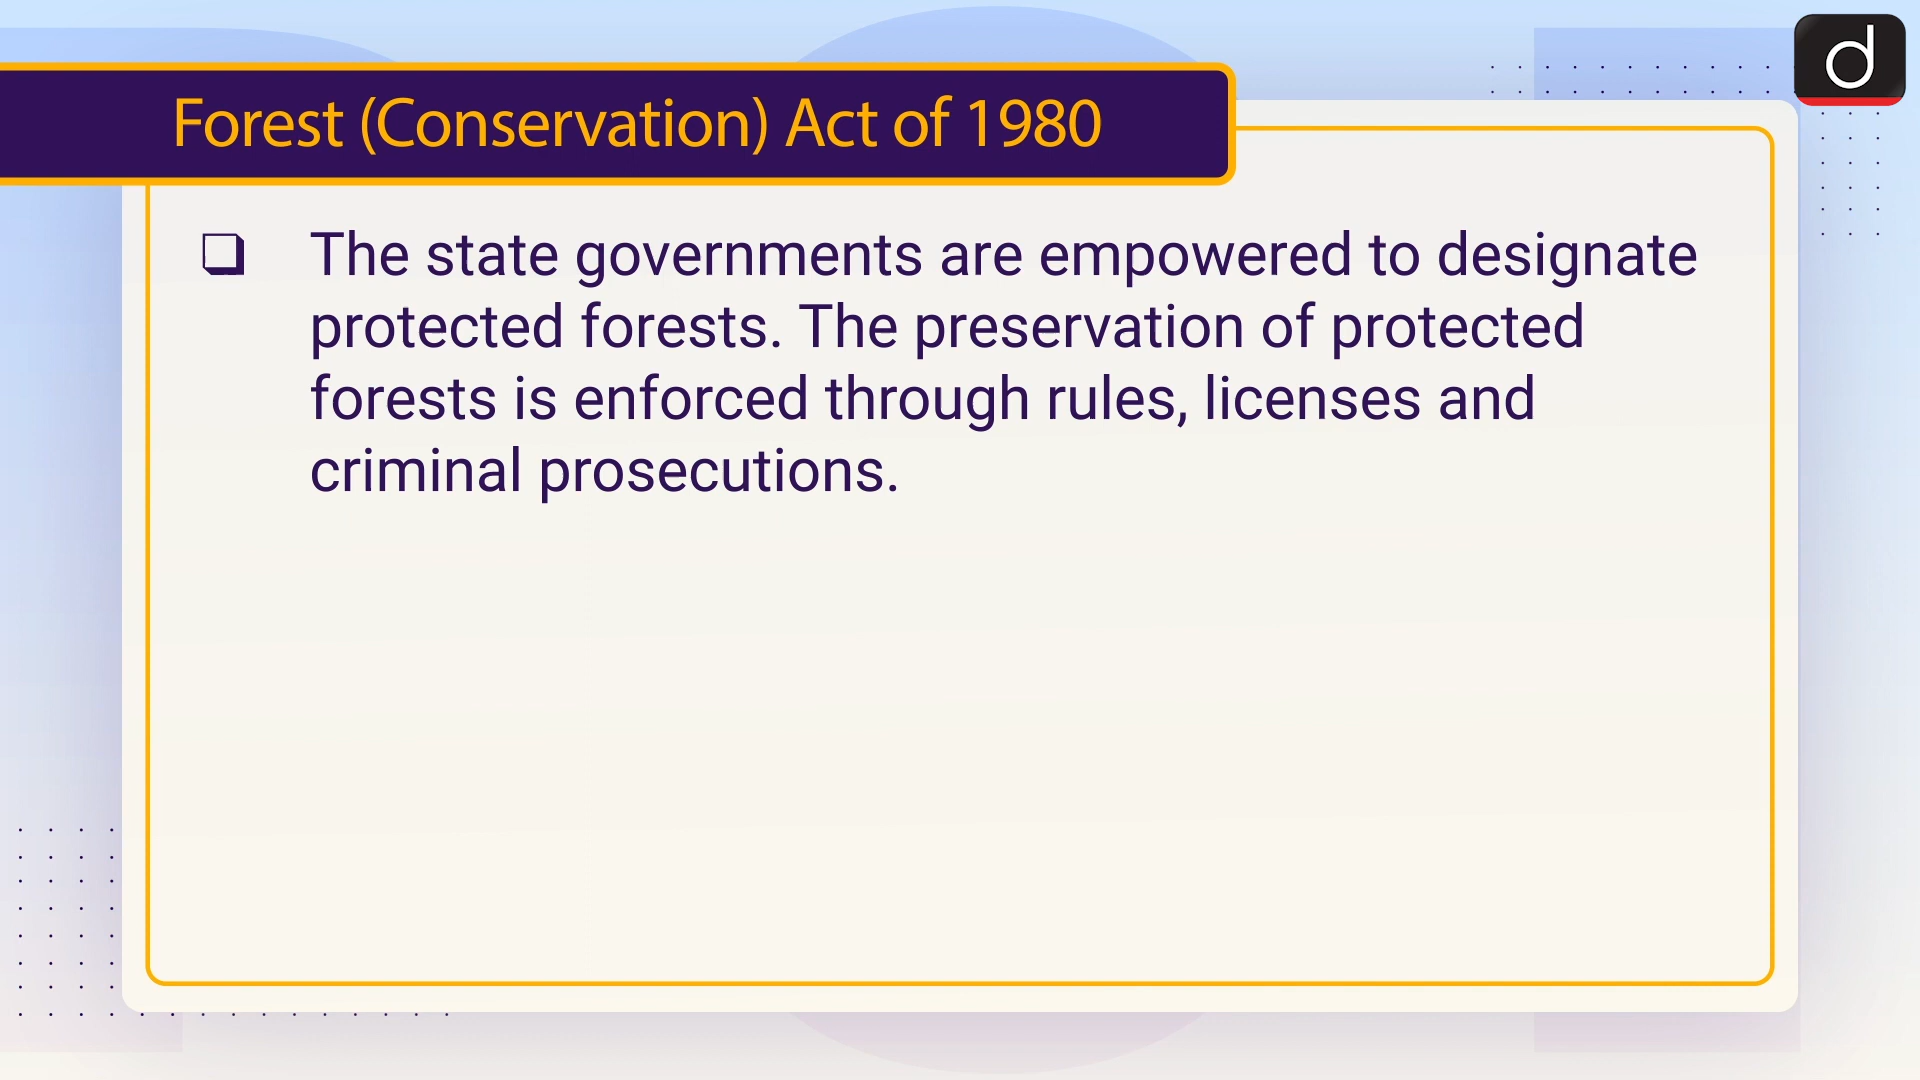 Forest (Conservation) Act of 1980
d
❑ The state governments are empowered to designate
protected forests. The preservation of protected
forests is enforced through rules, licenses and
criminal prosecutions.